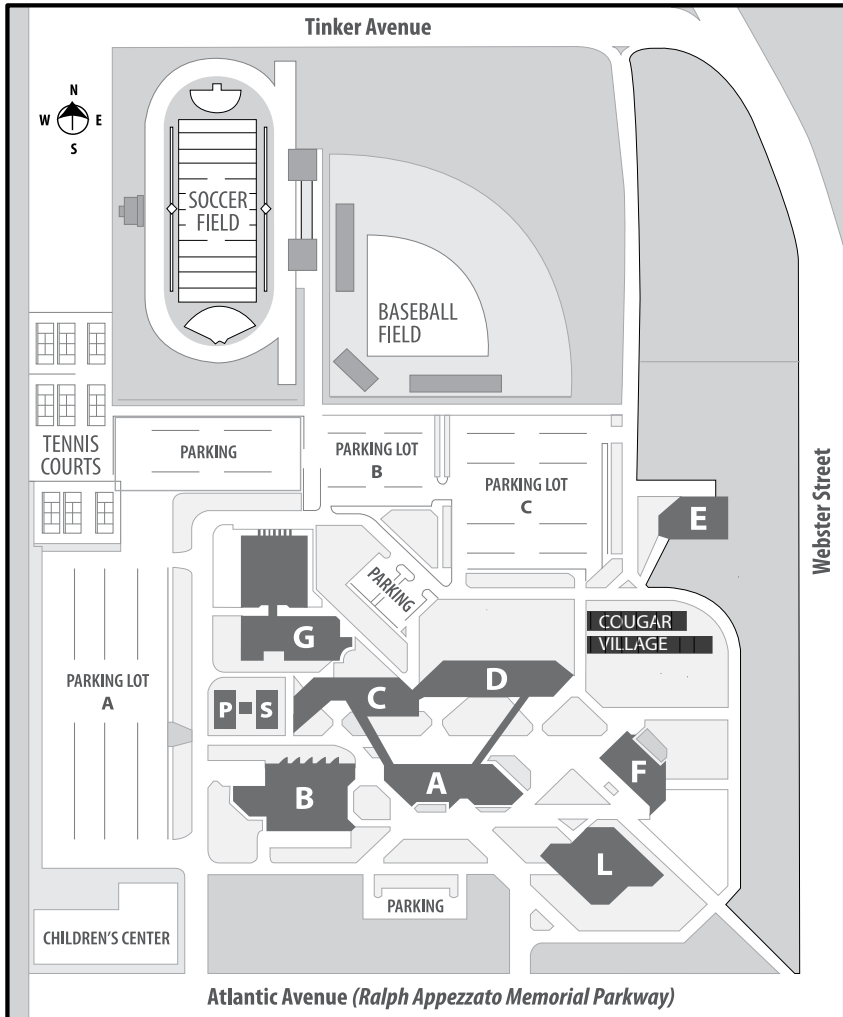 Tinker Avenue
N
W E
S
SOCCER
FIELD
BASEBALL
FIELD
TENNIS
COURTS
PARKING
PARKING LOT
B
PARKING LOT
C
E
Webster Street
PARKING
COUGAR
VILLAGE
G
PARKING LOT
A
P S
C
D
B
A
F
L
PARKING
CHILDREN'S CENTER
Atlantic Avenue (Ralph Appezzato Memorial Parkway)